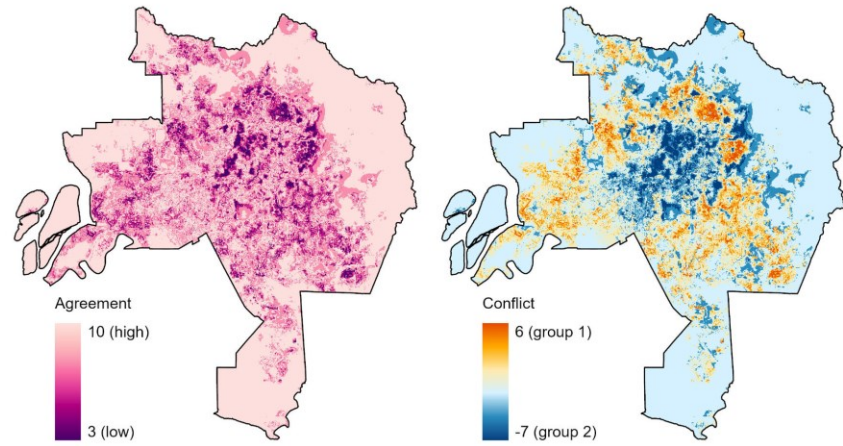 Agreement
10 (high)
3 (low)
Conflict
6 (group 1)
-7 (group 2)